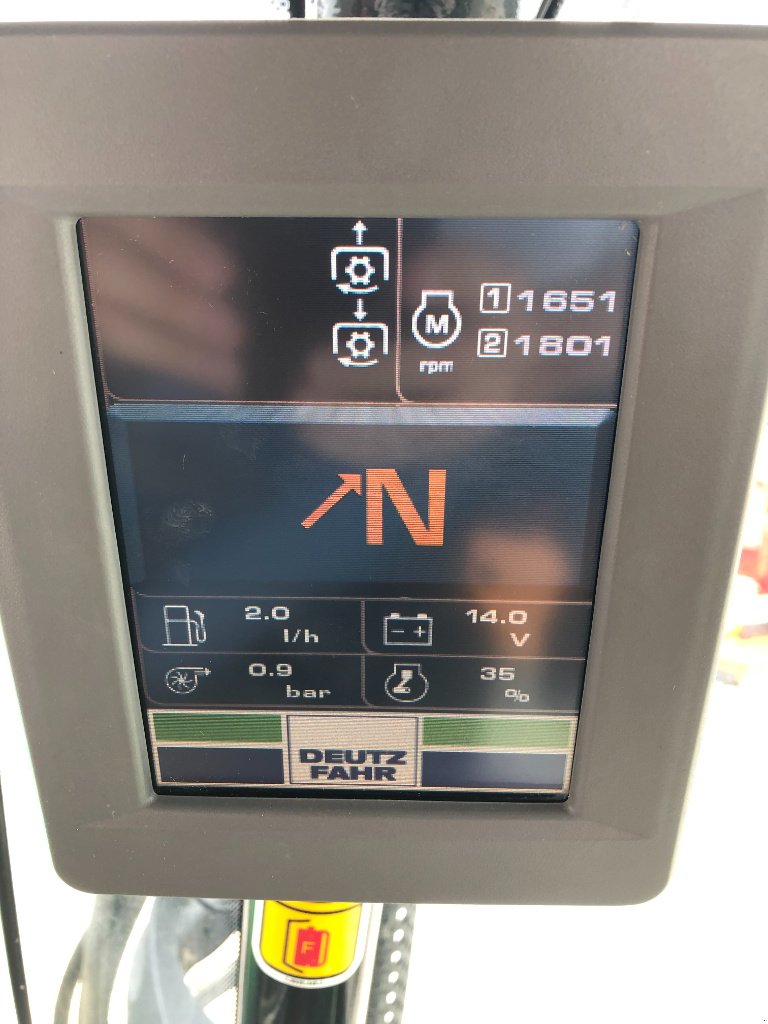 1 1651
M
2 1801
rpm
N
2.0
l/h
14.0
V
0.9
bar
35
%
DEUTZ
FAHR
F